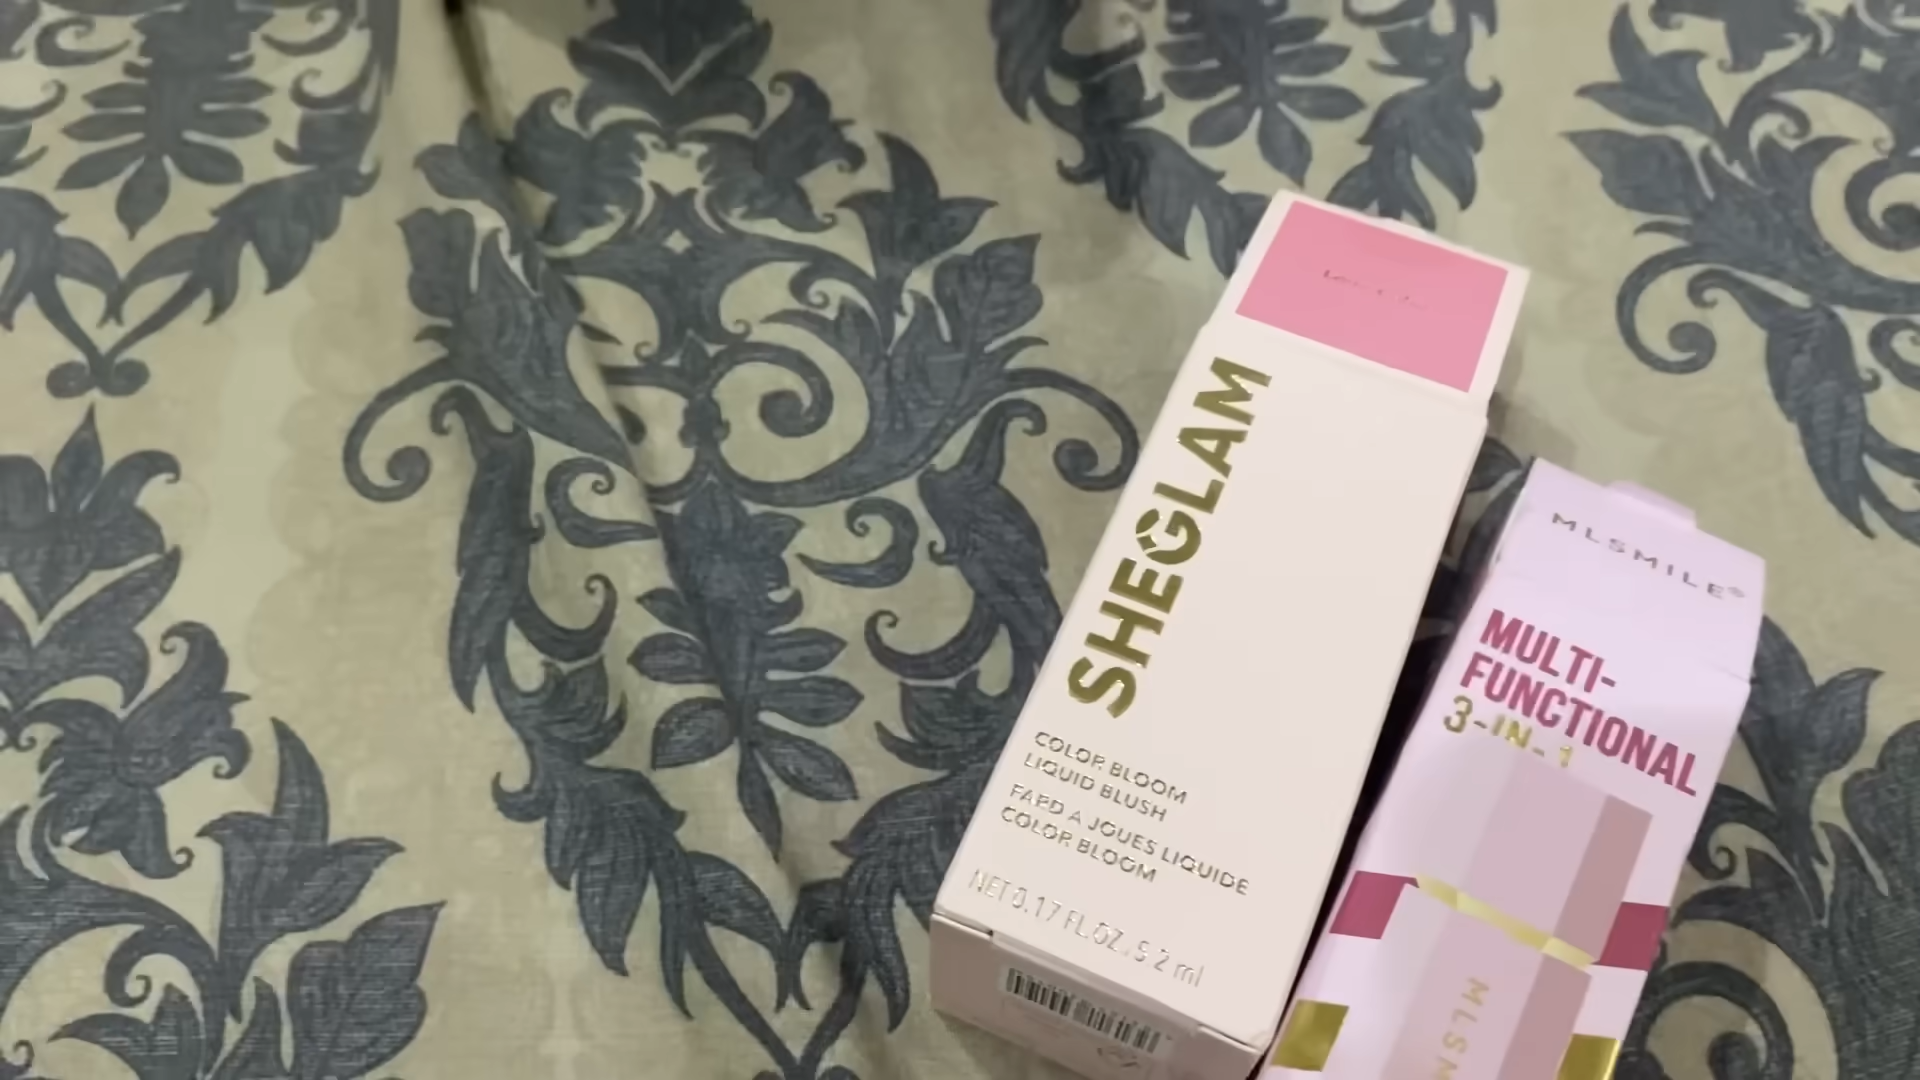 SHEGLAM
COLOR BLOOM
LIQUID BLUSH
FARD A JOUES LIQUIDE
COLOR BLOOM
NET 0.17 FL.OZ./5.2 ml
MLSMILE®
MULTI-
FUNCTIONAL
3-IN-1